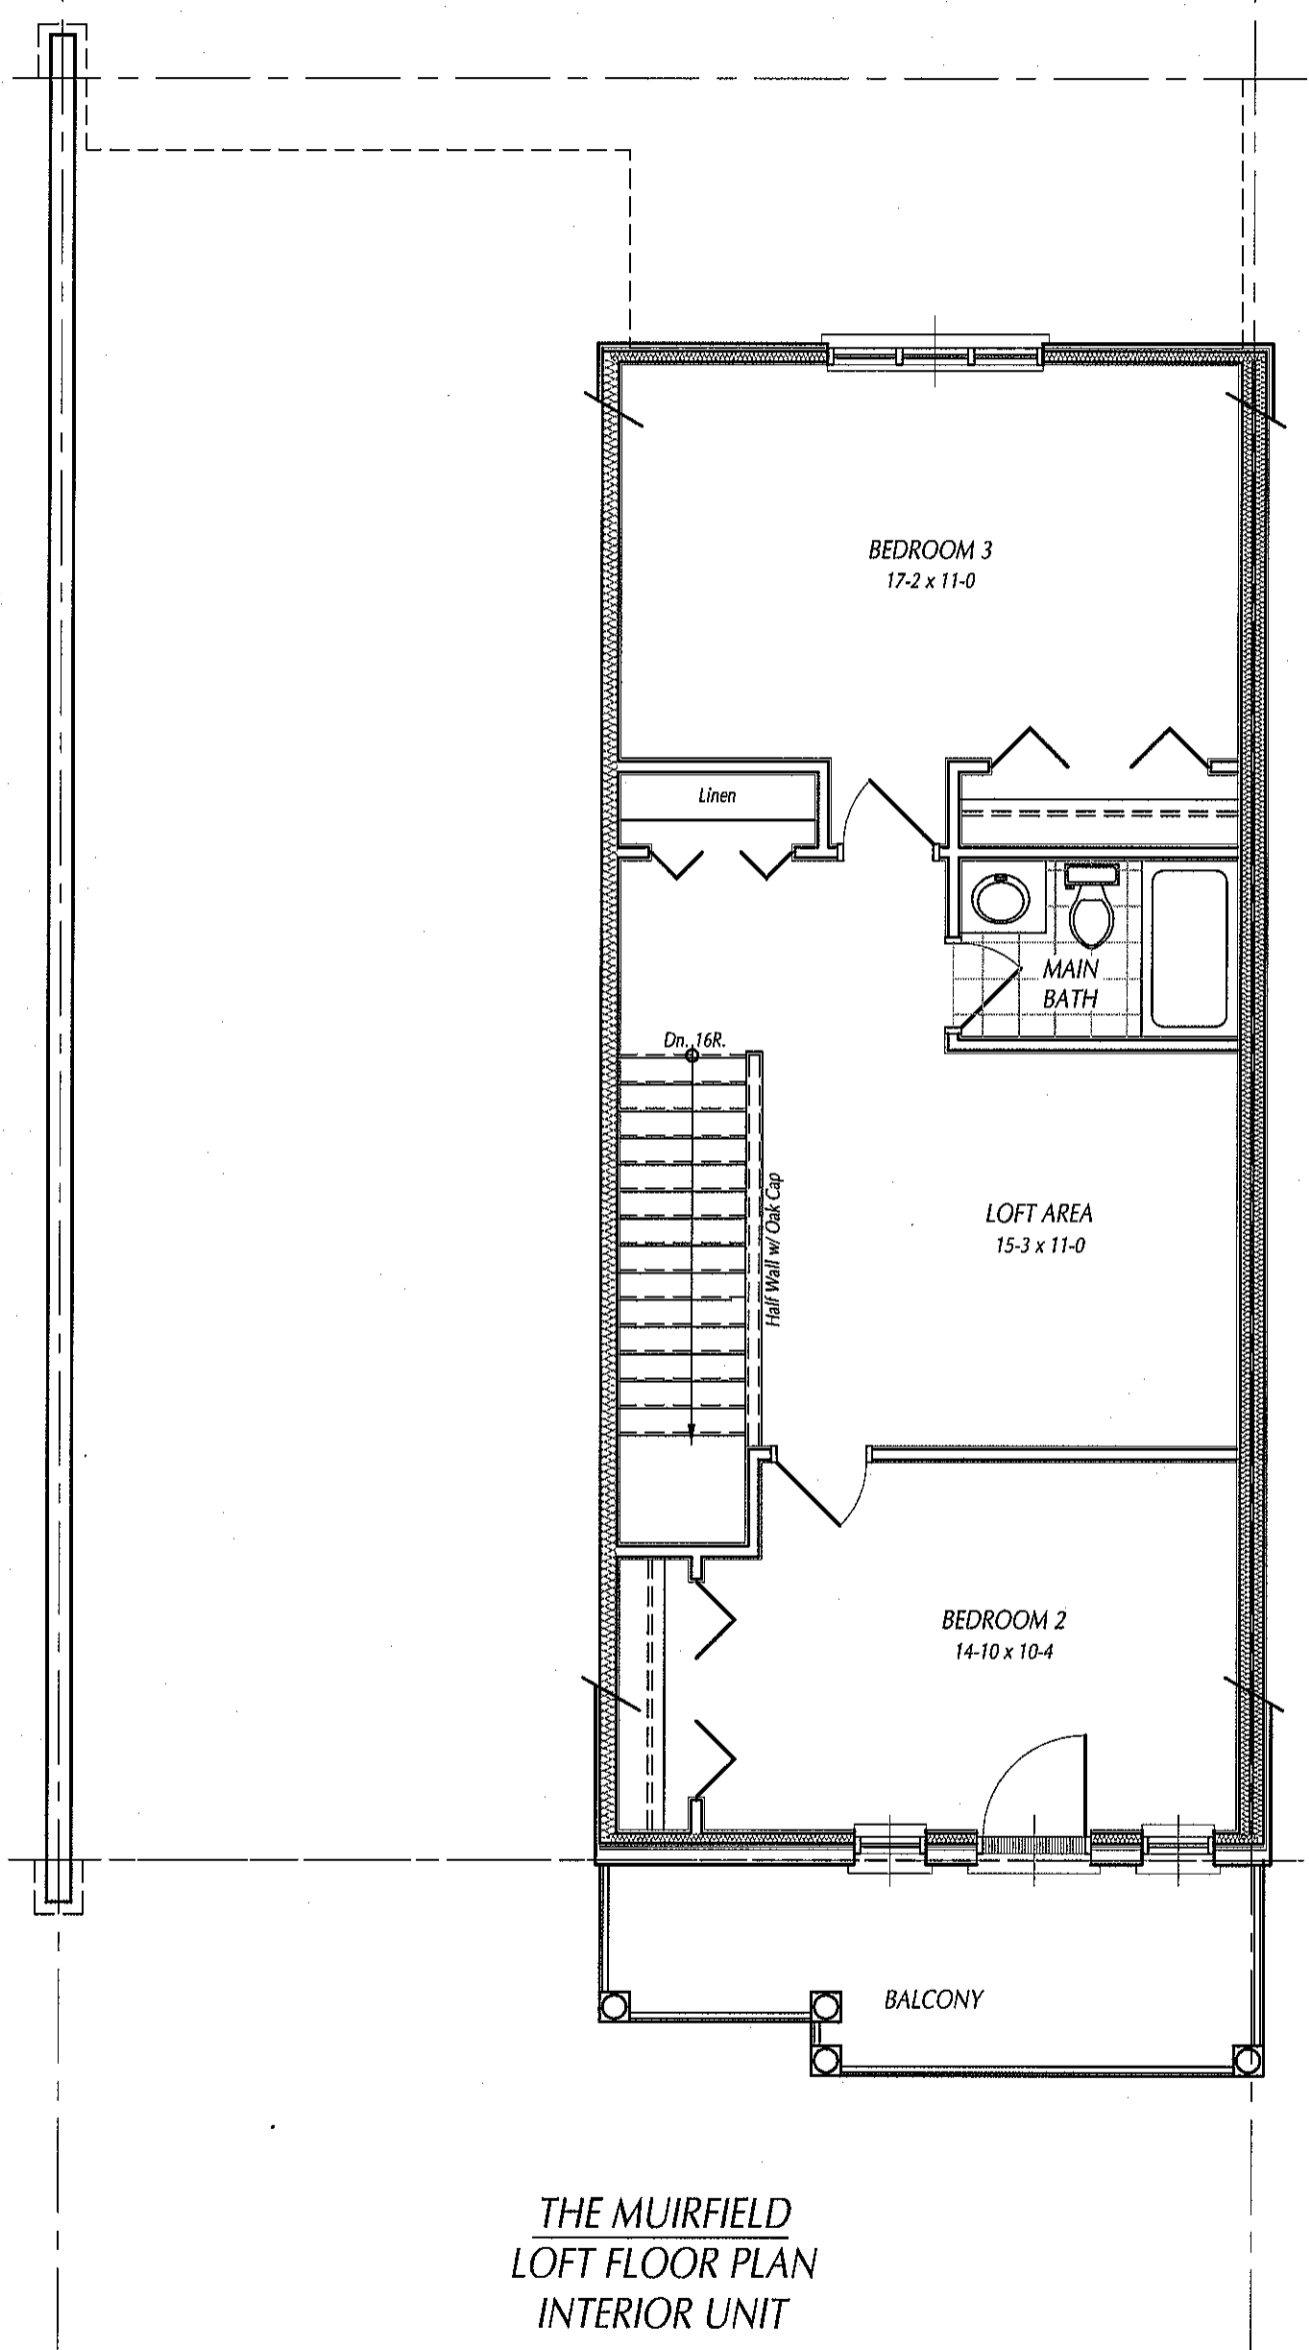 BEDROOM 3
17-2 x 11-0
Linen
MAIN
BATH
Dn. 16R.
Half Wall w/ Oak Cap
LOFT AREA
15-3 x 11-0
BEDROOM 2
14-10 x 10-4
BALCONY
THE MUIRFIELD
LOFT FLOOR PLAN
INTERIOR UNIT